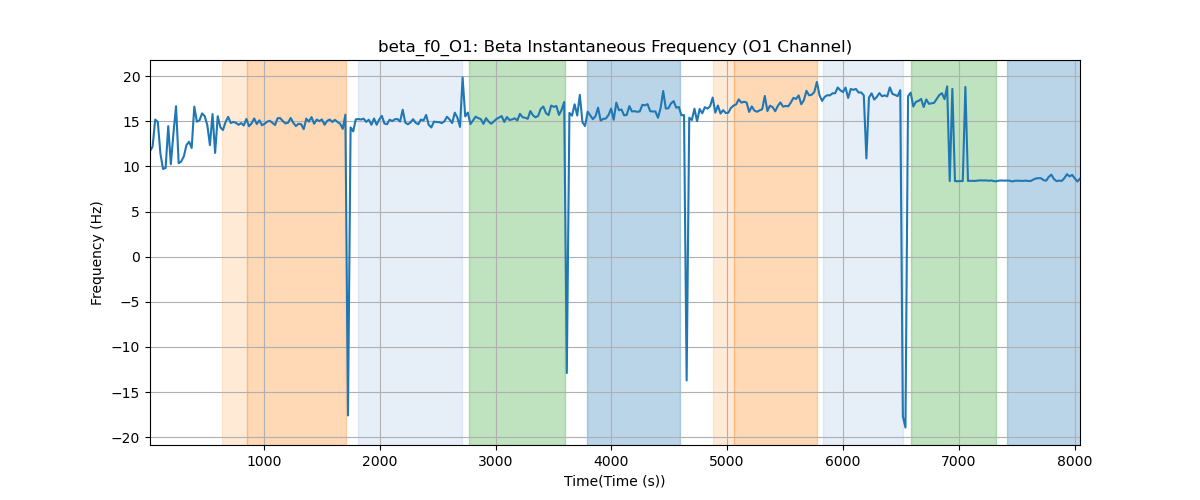 beta_f0_O1: Beta Instantaneous Frequency (O1 Channel)
20
15
10
5
0
−5
−10
−15
−20
Frequency (Hz)
1000 2000 3000 4000 5000 6000 7000 8000
Time(Time (s))